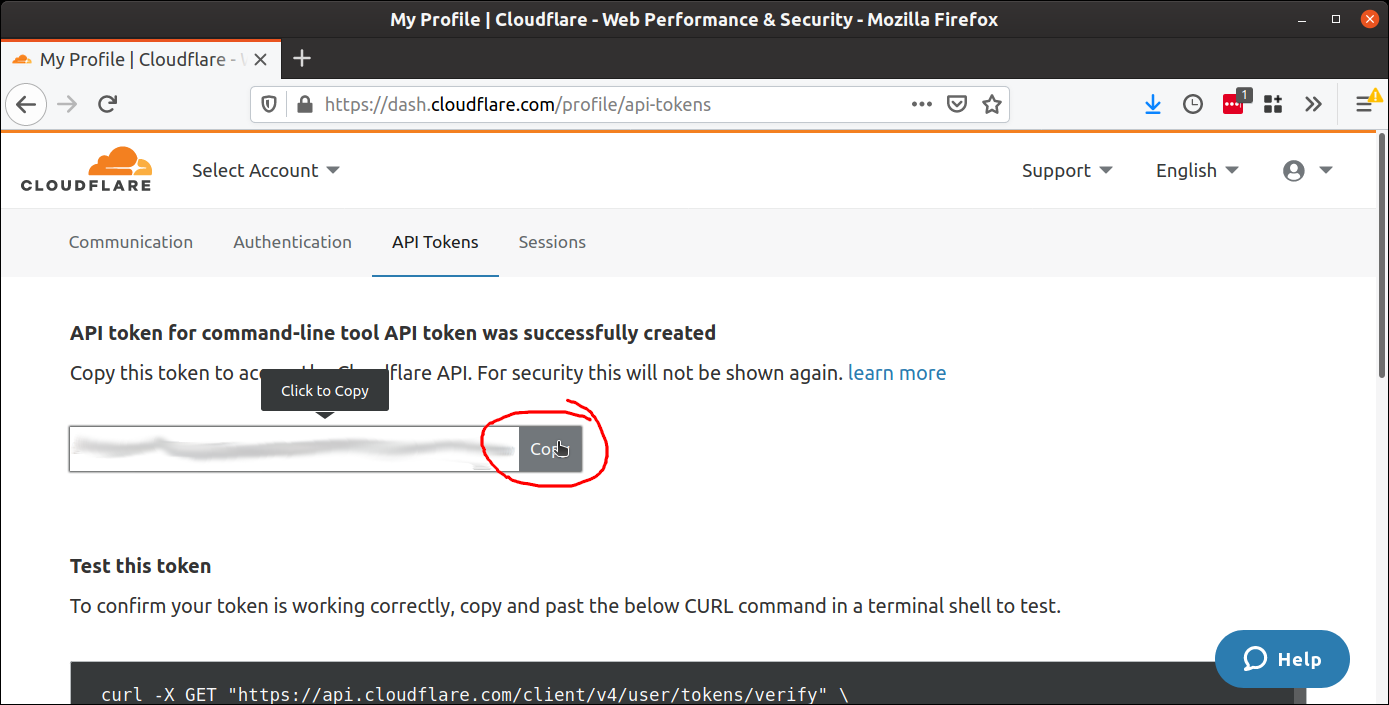 My Profile | Cloudflare - Web Performance & Security - Mozilla Firefox
My Profile | Cloudflare -
https://dash.cloudflare.com/profile/api-tokens
1
CLOUDFLARE
Select Account
Support
English
Communication
Authentication
API Tokens
Sessions
API token for command-line tool API token was successfully created
Copy this token to flare API. For security this will not be shown again. learn more
Click to Copy
Copy
Test this token
To confirm your token is working correctly, copy and past the below CURL command in a terminal shell to test.
Help
curl -X GET "https://api.cloudflare.com/client/v4/user/tokens/verify" \